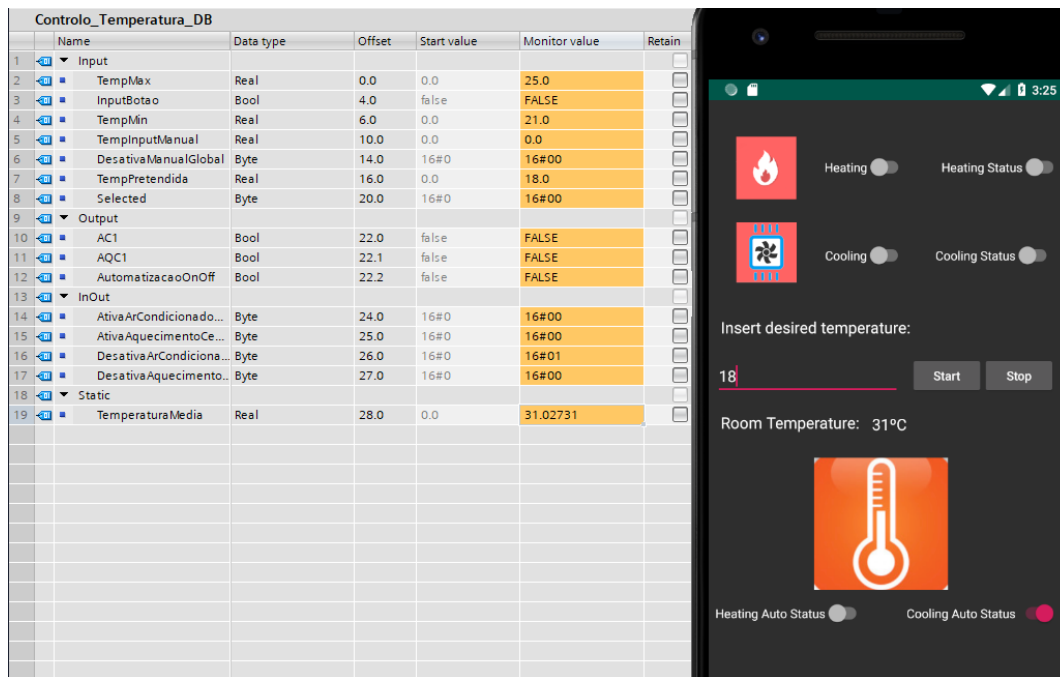 Controlo_Temperatura_DB
Name Data type Offset Start value Monitor value Retain
1 Input
2 TempMax Real 0.0 0.0 25.0
3 InputBotao Bool 4.0 false FALSE
4 TempMin Real 6.0 0.0 21.0
5 TempInputManual Real 10.0 0.0 0.0
6 DesativaManualGlobal Byte 14.0 16#0 16#00
7 TempPretendida Real 16.0 0.0 18.0
8 Selected Byte 20.0 16#0 16#00
9 Output
10 AC1 Bool 22.0 false FALSE
11 AQC1 Bool 22.1 false FALSE
12 AutomatizacaoOnOff Bool 22.2 false FALSE
13 InOut
14 AtivaArCondicionado... Byte 24.0 16#0 16#00
15 AtivaAquecimentoCe... Byte 25.0 16#0 16#00
16 DesativaArCondiciona... Byte 26.0 16#0 16#01
17 DesativaAquecimento... Byte 27.0 16#0 16#00
18 Static
19 TemperaturaMedia Real 28.0 0.0 31.02731
3:25
Heating Heating Status
Cooling Cooling Status
Insert desired temperature:
18 Start Stop
Room Temperature: 31ºC
Heating Auto Status Cooling Auto Status